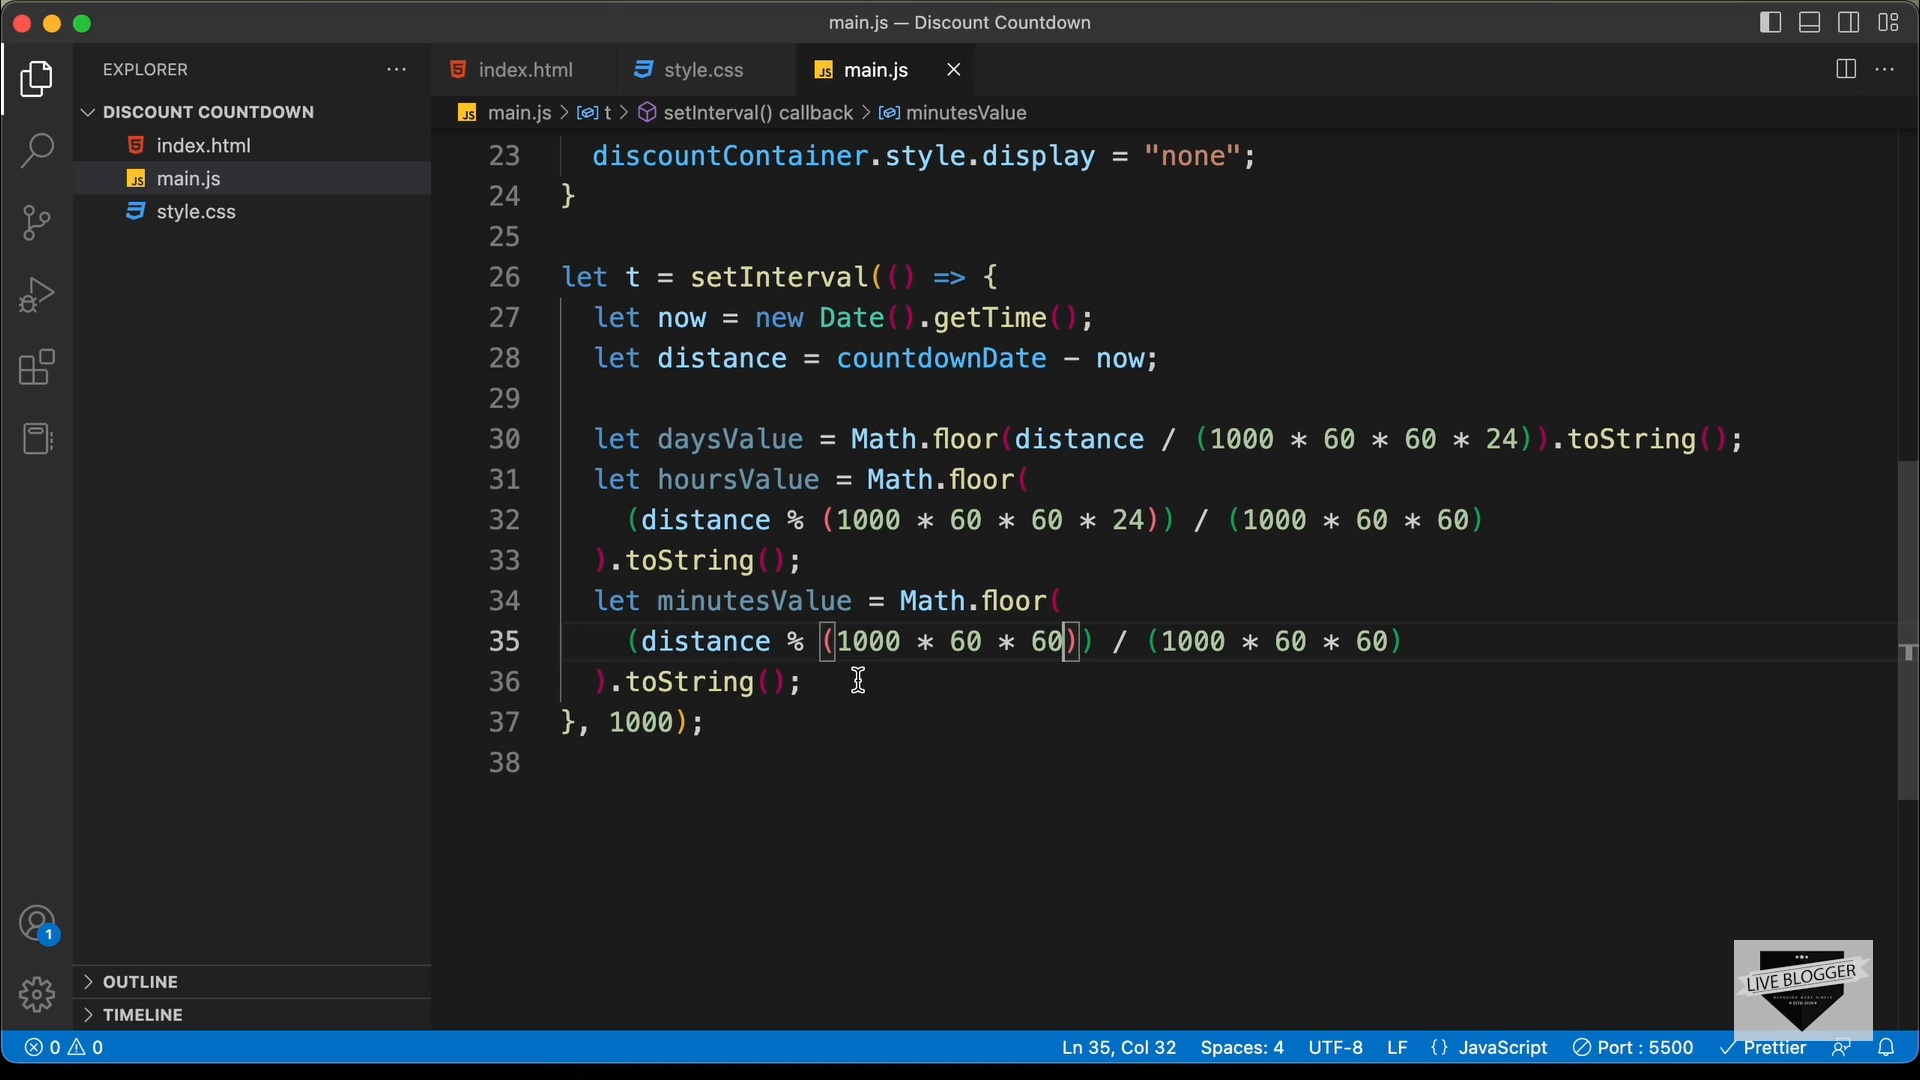 main.js — Discount Countdown
EXPLORER
index.html
style.css
main.js
DISCOUNT COUNTDOWN
main.js > t > setInterval() callback > minutesValue
index.html
main.js
style.css
23 discountContainer.style.display = "none";
24 }
25
26 let t = setInterval(() => {
27 let now = new Date().getTime();
28 let distance = countdownDate - now;
29
30 let daysValue = Math.floor(distance / (1000 * 60 * 60 * 24)).toString();
31 let hoursValue = Math.floor(
32 (distance % (1000 * 60 * 60 * 24)) / (1000 * 60 * 60)
33 ).toString();
34 let minutesValue = Math.floor(
35 (distance % (1000 * 60 * 60)) / (1000 * 60 * 60)
36 ).toString();
37 }, 1000);
38
1
OUTLINE
TIMELINE
LIVE BLOGGER
0 0
Ln 35, Col 32 Spaces: 4 UTF-8 LF {} JavaScript Port : 5500 Prettier